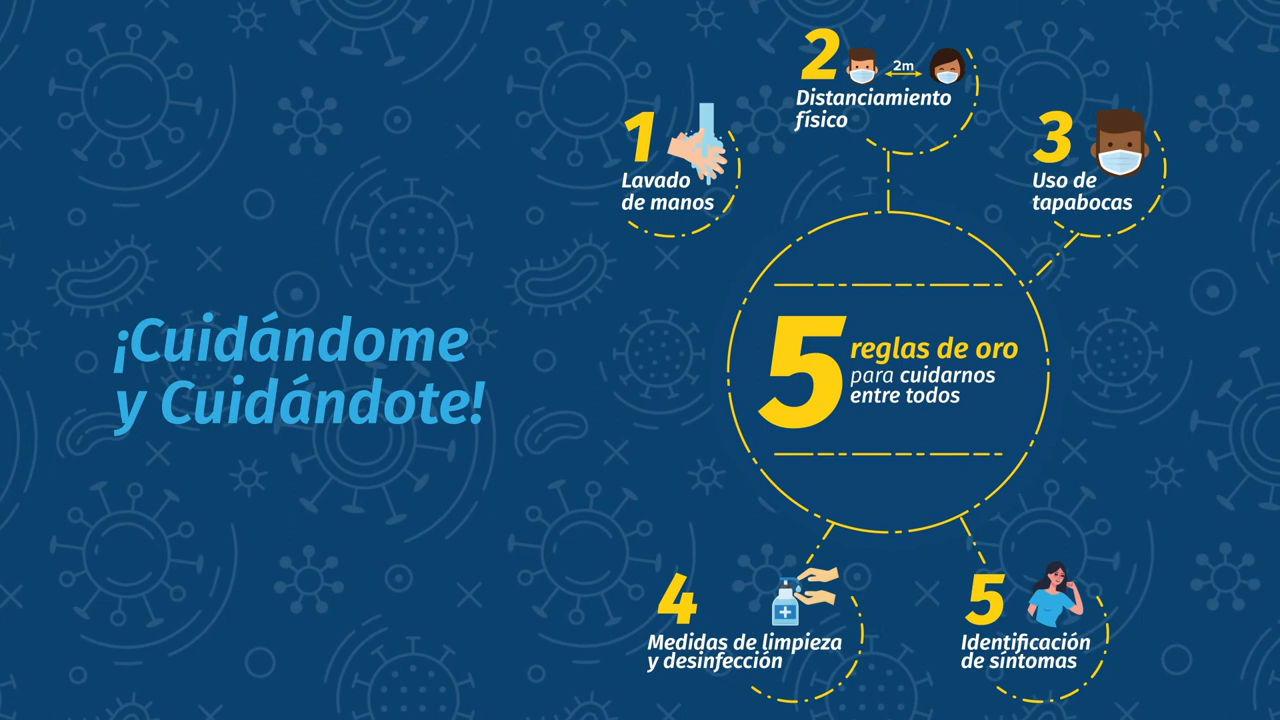 ¡Cuidándome
y Cuidándote!
1
Lavado
de manos
2
2m
Distanciamiento
físico
3
Uso de
tapabocas
5
reglas de oro
para cuidarnos
entre todos
4
Medidas de limpieza
y desinfección
5
Identificación
de síntomas